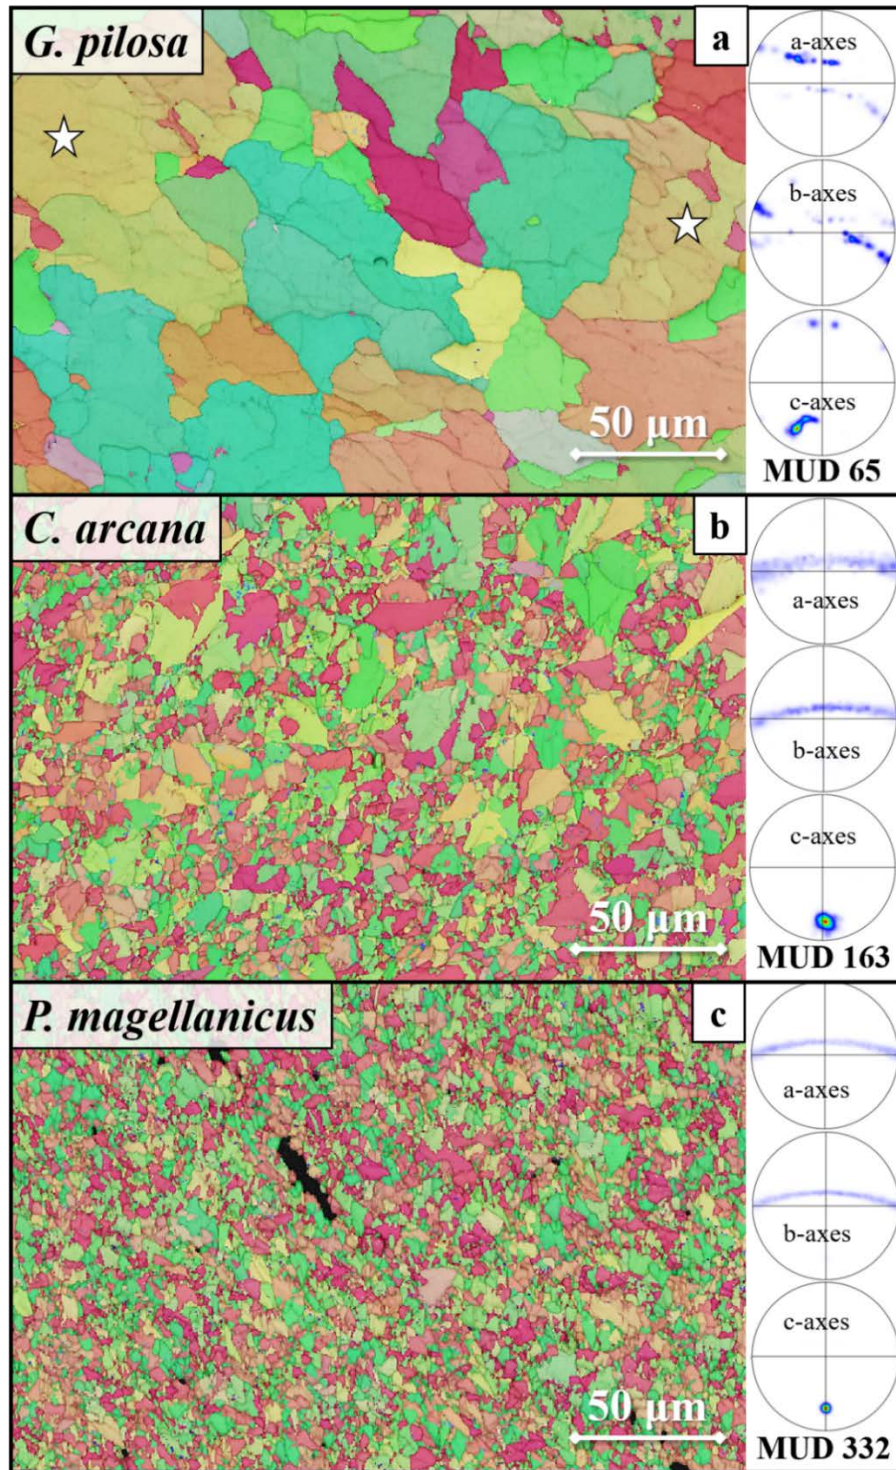 G. pilosa
a
a-axes
b-axes
c-axes
50 µm
MUD 65
C. arcana
b
a-axes
b-axes
c-axes
50 µm
MUD 163
P. magellanicus
c
a-axes
b-axes
c-axes
50 µm
MUD 332